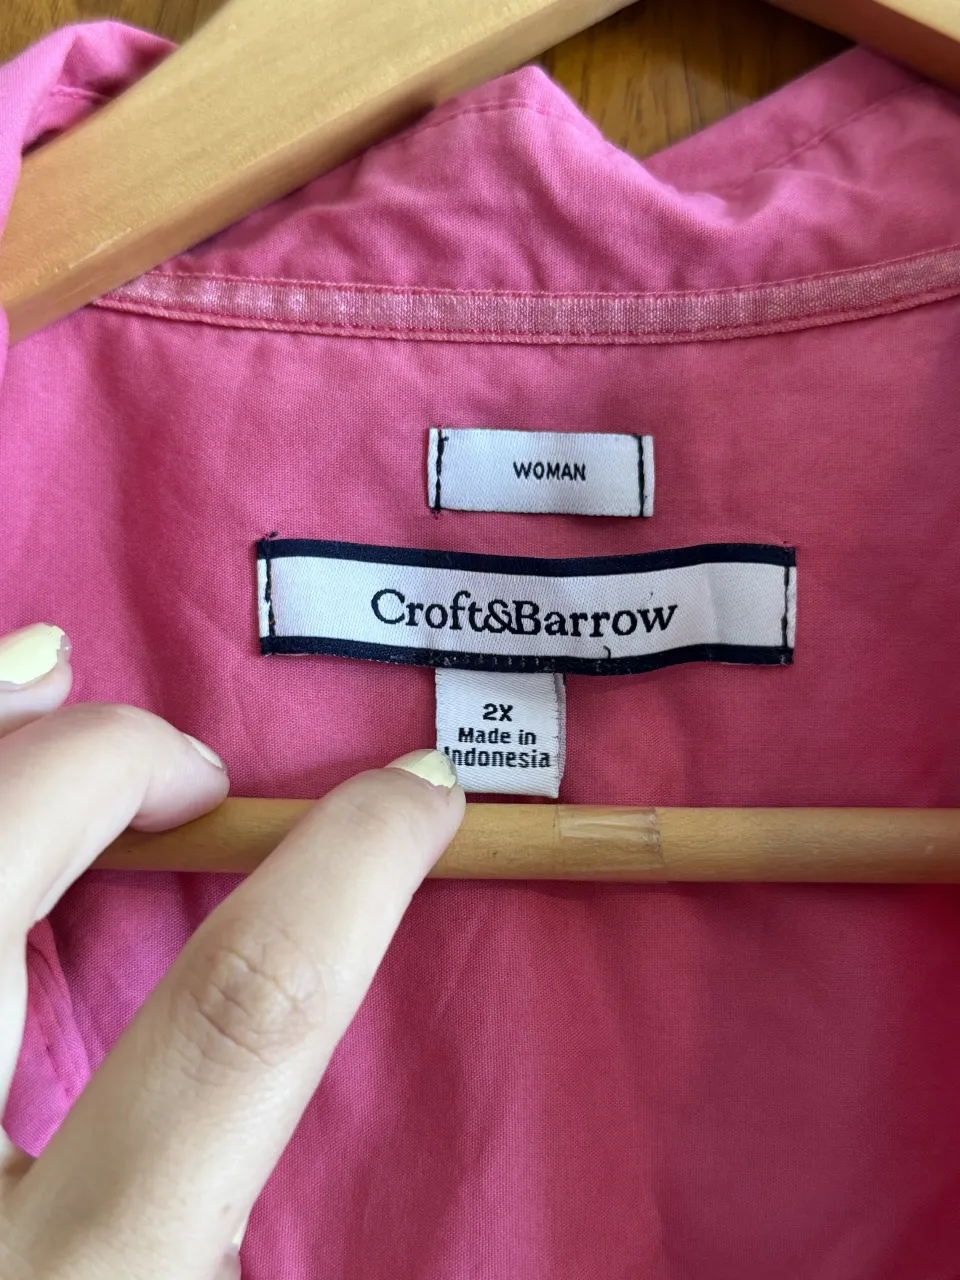 WOMAN
Croft&Barrow
2X
Made in
Indonesia